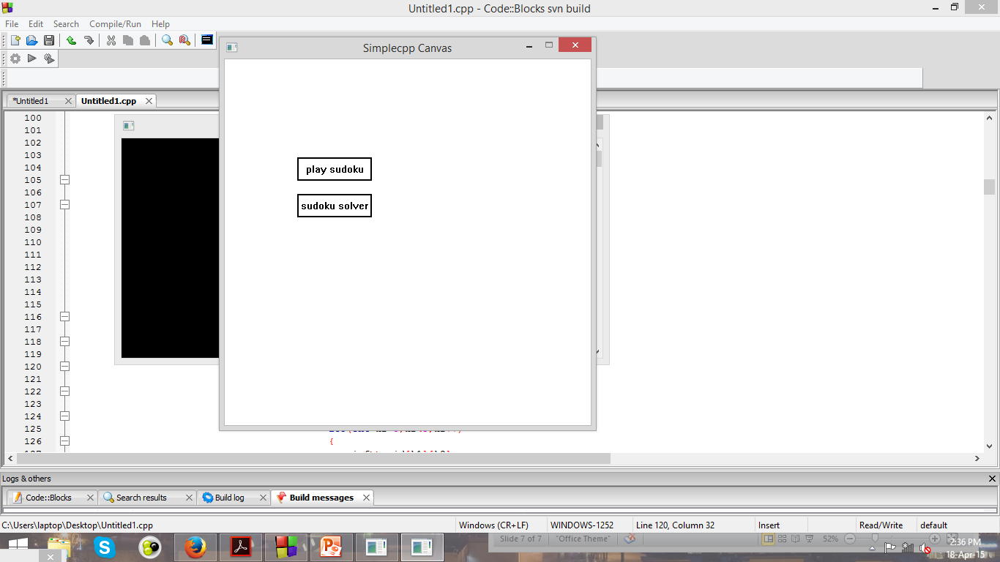 Untitled1.cpp - Code::Blocks svn build
File Edit Search Compile/Run Help
Simplecpp Canvas
*Untitled1 Untitled1.cpp
100
101
102
103
104
105
106
107
108
109
110
111
112
113
114
115
116
117
118
119
120
121
122
123
124
125
126
{
play sudoku
sudoku solver
Logs & others
Code::Blocks Search results Build log Build messages
C:\Users\laptop\Desktop\Untitled1.cpp Windows (CR+LF) WINDOWS-1252 Line 120, Column 32 Insert Read/Write default
Slide 7 of 7 "Office Theme" 52%
2:36 PM
18-Apr-15